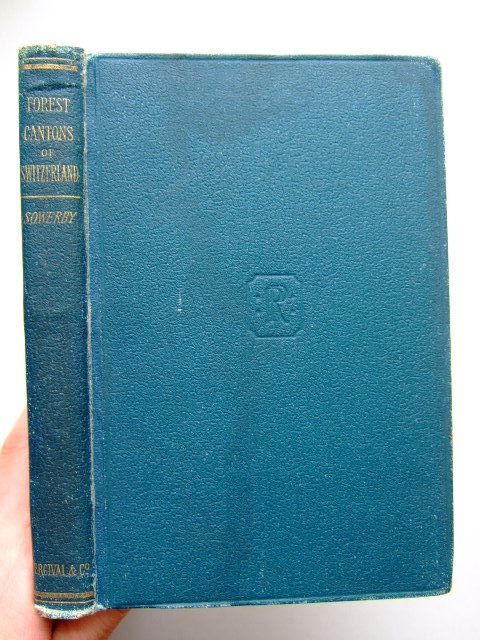 FOREST
CANTONS
OF
SWITZERLAND
SOWERBY
PERCIVAL & Co.
R